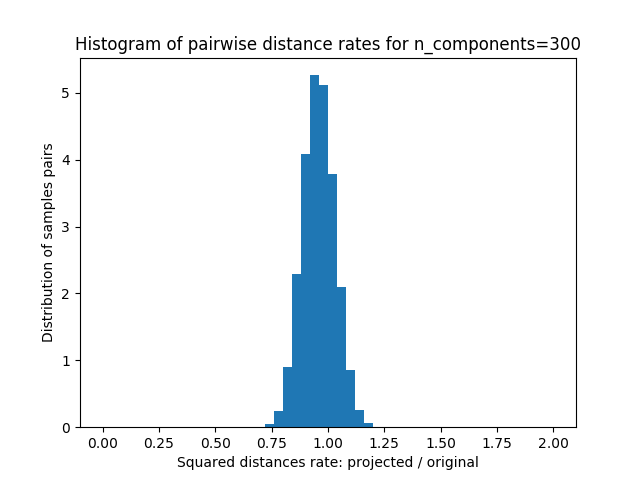 Histogram of pairwise distance rates for n_components=300
Distribution of samples pairs
5
4
3
2
1
0
0.00 0.25 0.50 0.75 1.00 1.25 1.50 1.75 2.00
Squared distances rate: projected / original